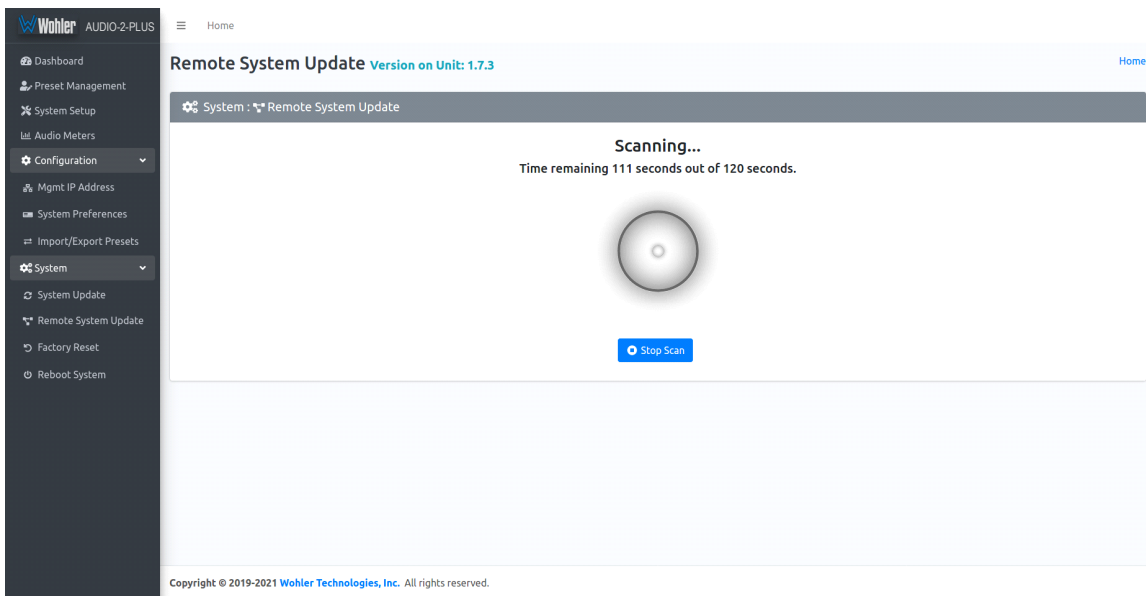 Wohler AUDIO-2-PLUS
Home
Dashboard
Preset Management
System Setup
Audio Meters
Configuration
Mgmt IP Address
System Preferences
Import/Export Presets
System
System Update
Remote System Update
Factory Reset
Reboot System
Remote System Update Version on Unit: 1.7.3
Home
System : Remote System Update
Scanning...
Time remaining 111 seconds out of 120 seconds.
Stop Scan
Copyright © 2019-2021 Wohler Technologies, Inc. All rights reserved.